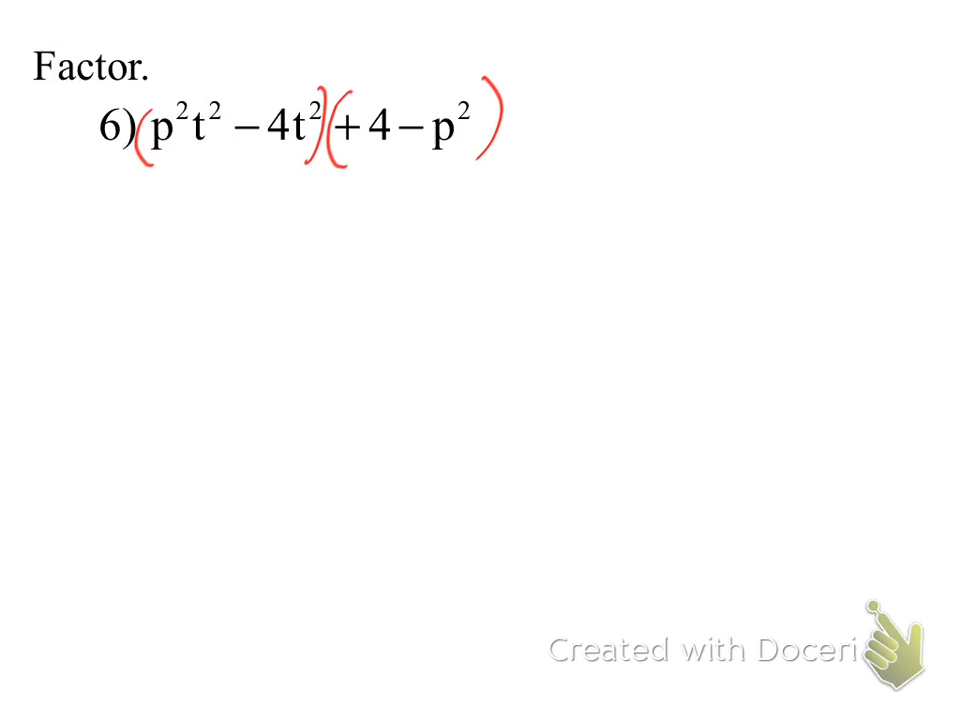 Factor.
6) (p²t² − 4t²)(+ 4 − p²)
Created with Doceri